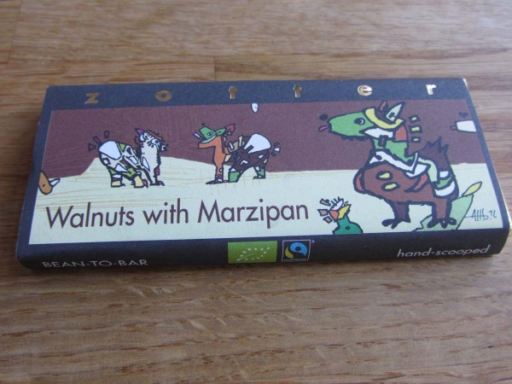 zotter
Walnuts with Marzipan
BEAN-TO-BAR
hand-scooped